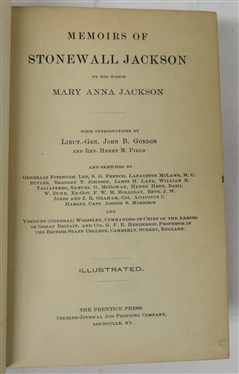 MEMOIRS OF
STONEWALL JACKSON
BY HIS WIDOW
MARY ANNA JACKSON
WITH INTRODUCTIONS BY
LIEUT.-GEN. JOHN B. GORDON
AND REV. HENRY M. FIELD
AND SKETCHES BY
GENERALS FITZHUGH LEE, S. G. FRENCH, LAFAYETTE MCLAWS, M. C.
BUTLER, BRADLEY T. JOHNSON, JAMES H. LANE, WILLIAM B.
TALIAFERRO, SAMUEL G. MCGOWAN, HENRY HETH, BASIL
W. DUKE, EX-GOV. F. W. M. HOLLIDAY, REVS. J. W.
JONES AND J. R. GRAHAM, COL. AUGUSTUS C.
HAMLIN, CAPT. JOSEPH S. MORRISON
AND
VISCOUNT (GENERAL) WOLSELEY, COMMANDER-IN-CHIEF OF THE ARMIES
OF GREAT BRITAIN, AND COL. G. F. R. HENDERSON, PROFESSOR IN
THE BRITISH STAFF COLLEGE, CAMBERLY, SURREY, ENGLAND.
ILLUSTRATED.
THE PRENTICE PRESS
COURIER-JOURNAL JOB PRINTING COMPANY,
LOUISVILLE, KY.